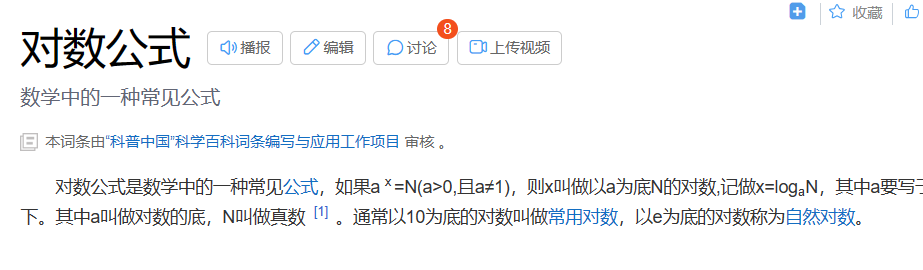 收藏
对数公式 播报 编辑 讨论 8 上传视频
数学中的一种常见公式
本词条由“科普中国”科学百科词条编写与应用工作项目 审核 。
对数公式是数学中的一种常见公式，如果a x=N(a>0,且a≠1)，则x叫做以a为底N的对数,记做x=logaN，其中a要写于
下。其中a叫做对数的底，N叫做真数 [1] 。通常以10为底的对数叫做常用对数，以e为底的对数称为自然对数。